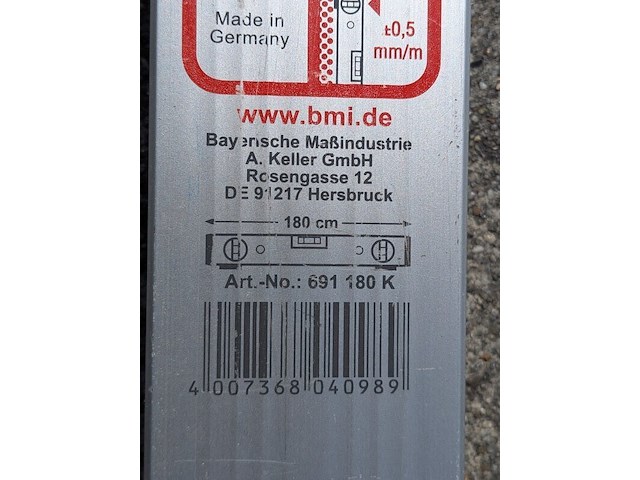 Made in
Germany
±0,5
mm/m
www.bmi.de
Bayerische Maßindustrie
A. Keller GmbH
Rosengasse 12
DE 91217 Hersbruck
180 cm
Art.-No.: 691 180 K
4 007368 040989